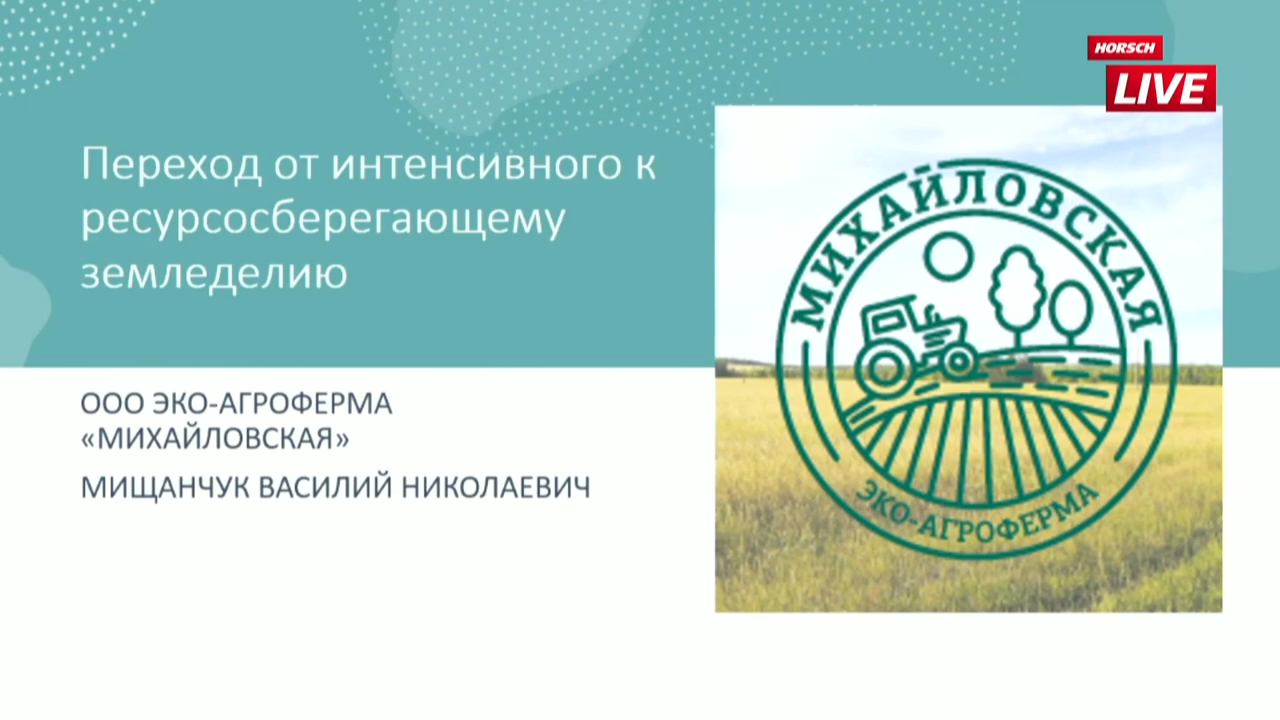 HORSCH
LIVE
Переход от интенсивного к
ресурсосберегающему
земледелию
ООО ЭКО-АГРОФЕРМА
«МИХАЙЛОВСКАЯ»
МИЩАНЧУК ВАСИЛИЙ НИКОЛАЕВИЧ
МИХАЙЛОВСКАЯ
ЭКО-АГРОФЕРМА